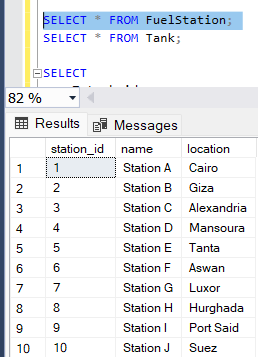 SELECT * FROM FuelStation;
SELECT * FROM Tank;
SELECT
82 %
Results Messages
station_id name location
1 1 Station A Cairo
2 2 Station B Giza
3 3 Station C Alexandria
4 4 Station D Mansoura
5 5 Station E Tanta
6 6 Station F Aswan
7 7 Station G Luxor
8 8 Station H Hurghada
9 9 Station I Port Said
10 10 Station J Suez